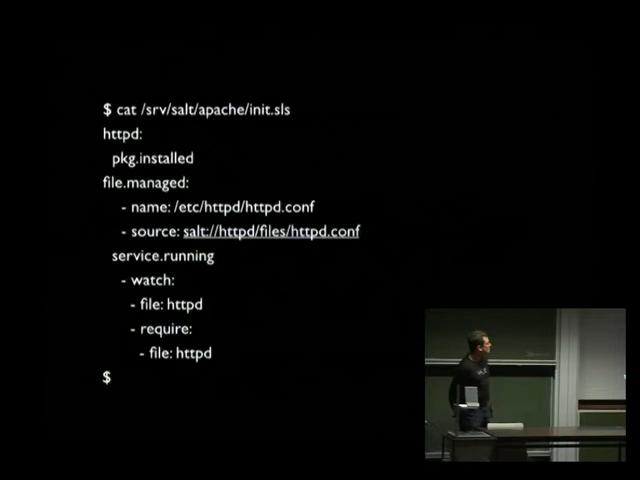 $ cat /srv/salt/apache/init.sls
httpd:
pkg.installed
file.managed:
- name: /etc/httpd/httpd.conf
- source: salt://httpd/files/httpd.conf
service.running
- watch:
- file: httpd
- require:
- file: httpd
$